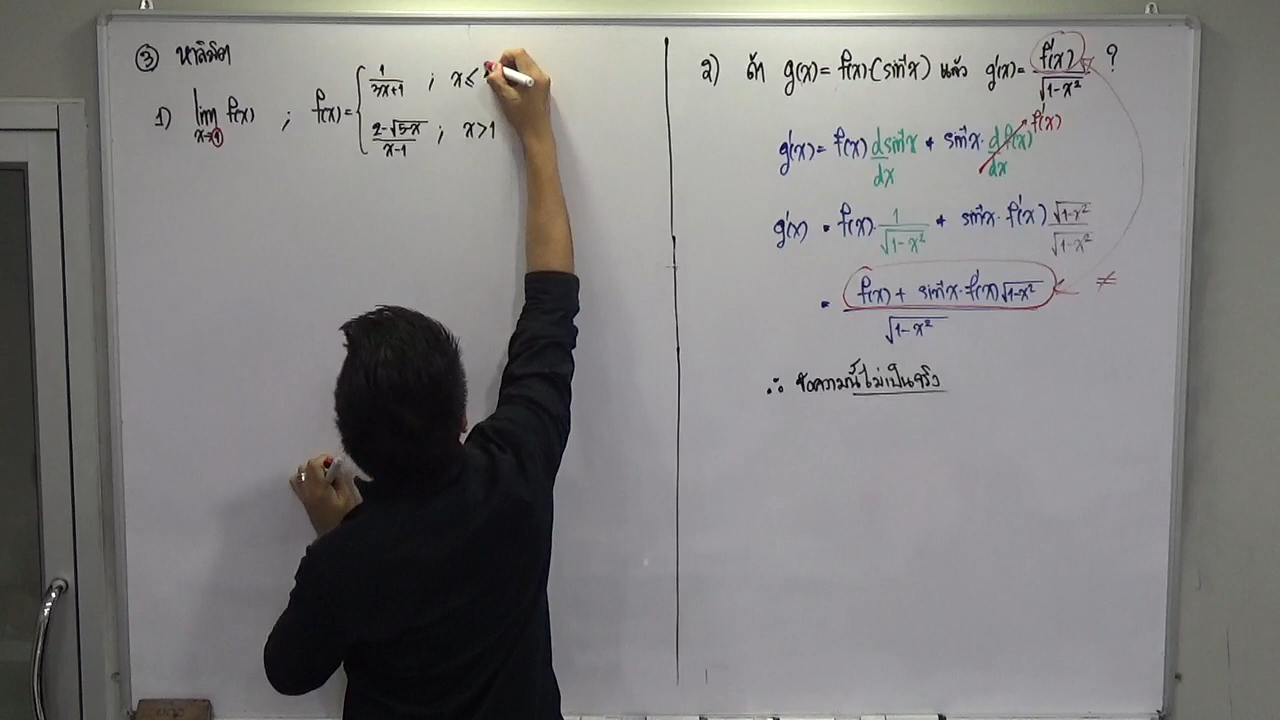 ③ หาลิมิต
1) lim x→1 f(x) ; f(x) = { 1/(3x+1) ; x ≤
(2-√(5-x))/(x-1) ; x > 1
2) ถ้า g(x) = f(x)·(sin⁻¹x) แล้ว g'(x) = f'(x)/√(1-x²) ?
g'(x) = f(x) d sin⁻¹x/dx + sin⁻¹x · d f(x)/dx f'(x)
g'(x) = f(x)· 1/√(1-x²) + sin⁻¹x · f'(x) √(1-x²)/√(1-x²)
= (f(x) + sin⁻¹x · f'(x)√(1-x²))/√(1-x²) ≠
∴ ข้อความนี้ไม่เป็นจริง